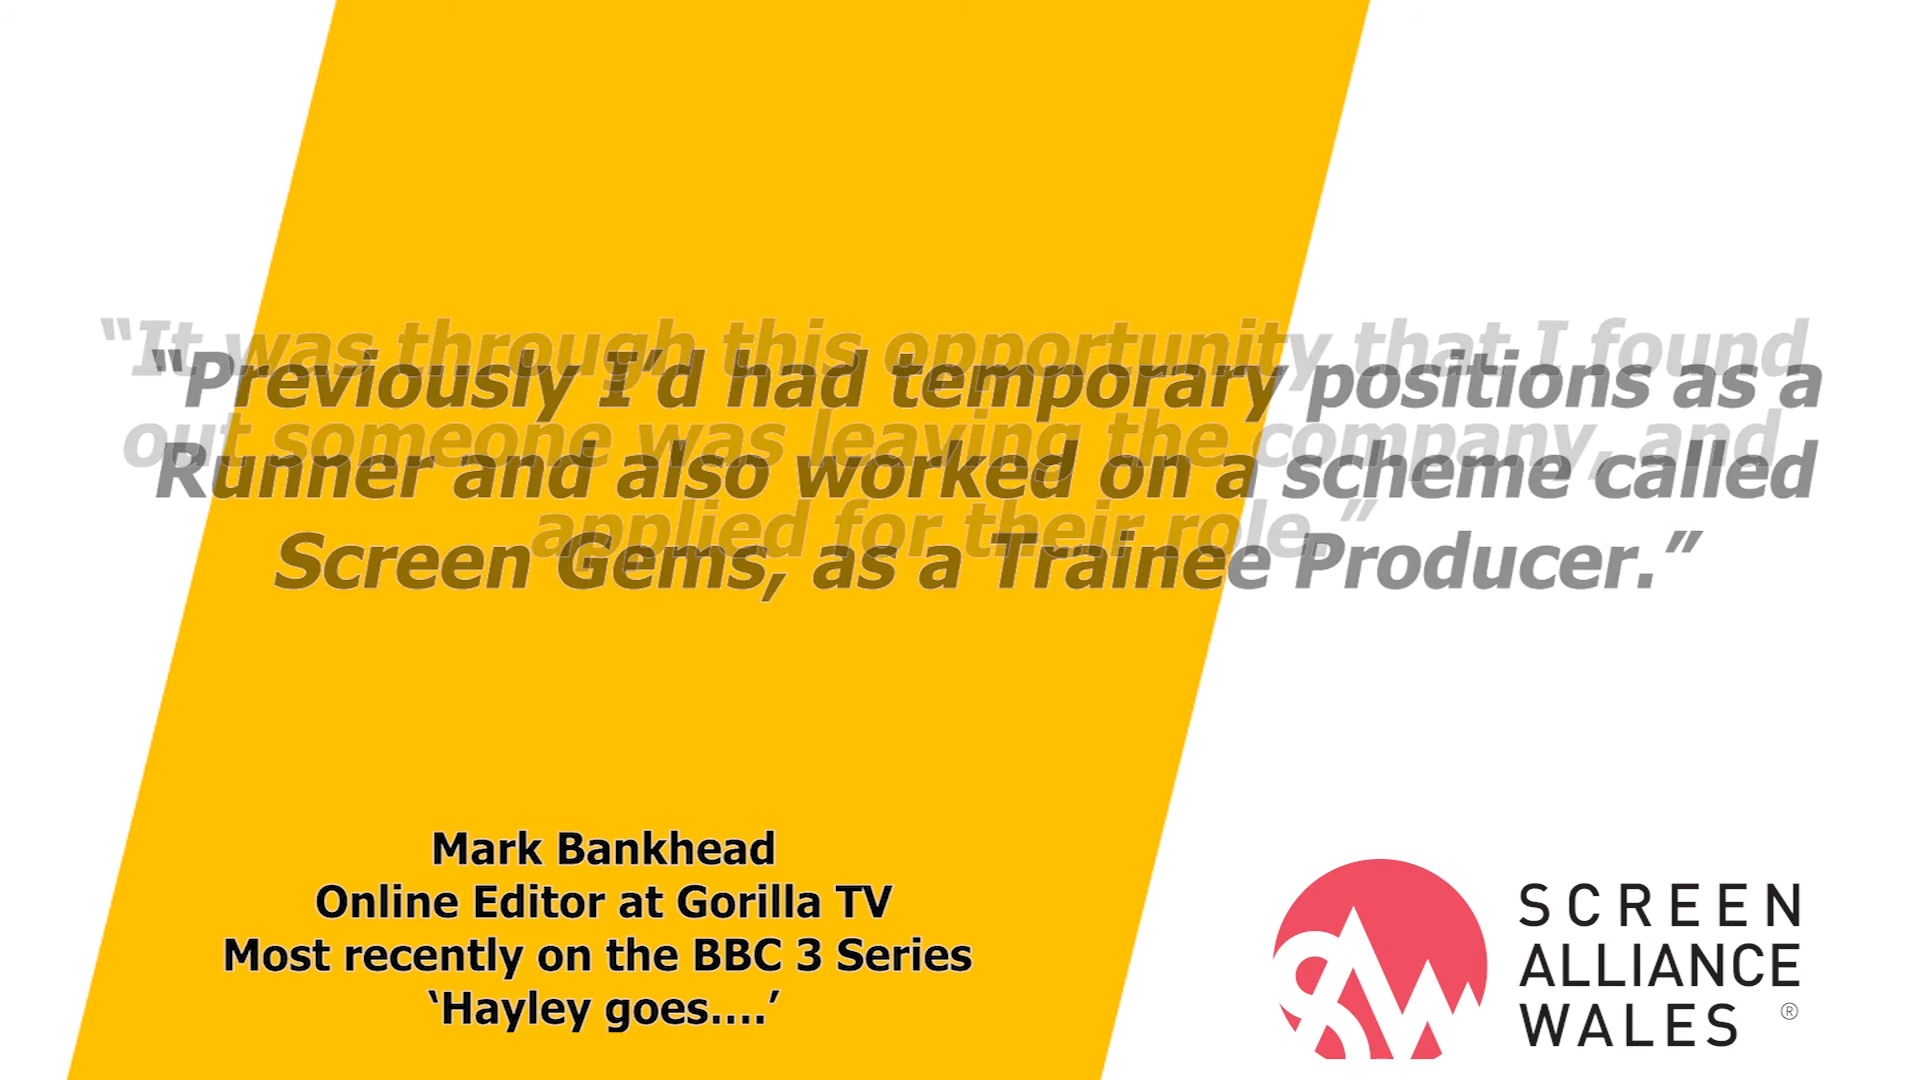 “It was through this opportunity that I found
out someone was leaving the company, and
applied for their role.”
“Previously I’d had temporary positions as a
Runner and also worked on a scheme called
Screen Gems, as a Trainee Producer.”
Mark Bankhead
Online Editor at Gorilla TV
Most recently on the BBC 3 Series
‘Hayley goes....’
SCREEN
ALLIANCE
WALES ®